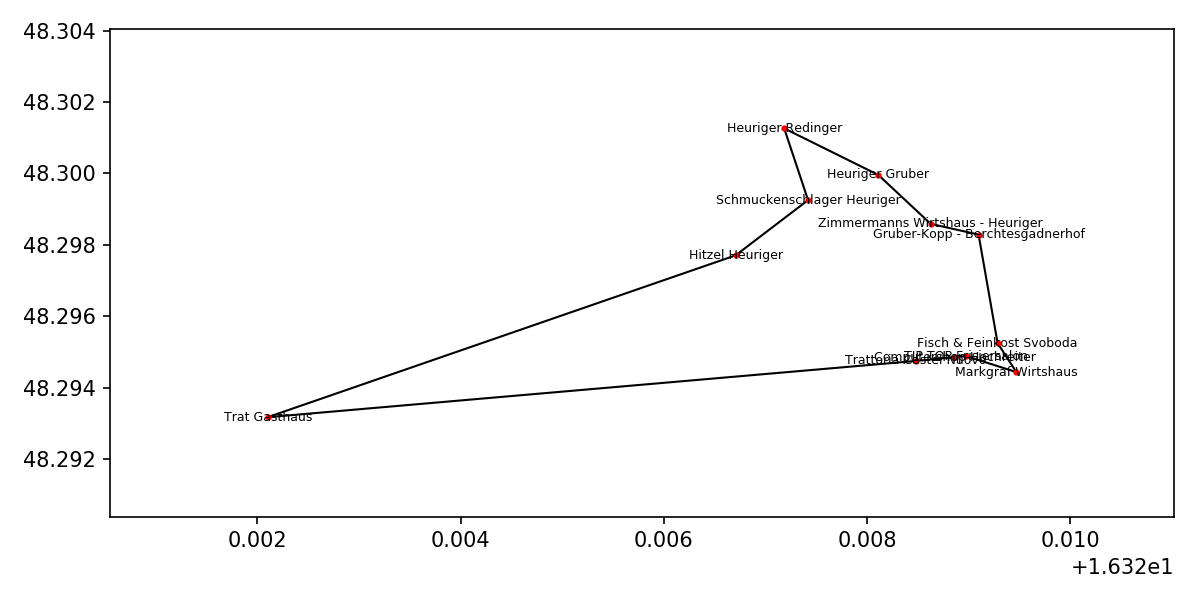 48.304
48.302
Heuriger Redinger
48.300
Heuriger Gruber
Schmuckenschlager Heuriger
Zimmermanns Wirtshaus - Heuriger
Gruber-Kopp - Berchtesgadnerhof
48.298
Hitzel Heuriger
48.296
Fisch & Feinkost Svoboda
Trattoria
Markgraf Wirtshaus
48.294
Trat Gasthaus
48.292
0.002 0.004 0.006 0.008 0.010
+1.632e1